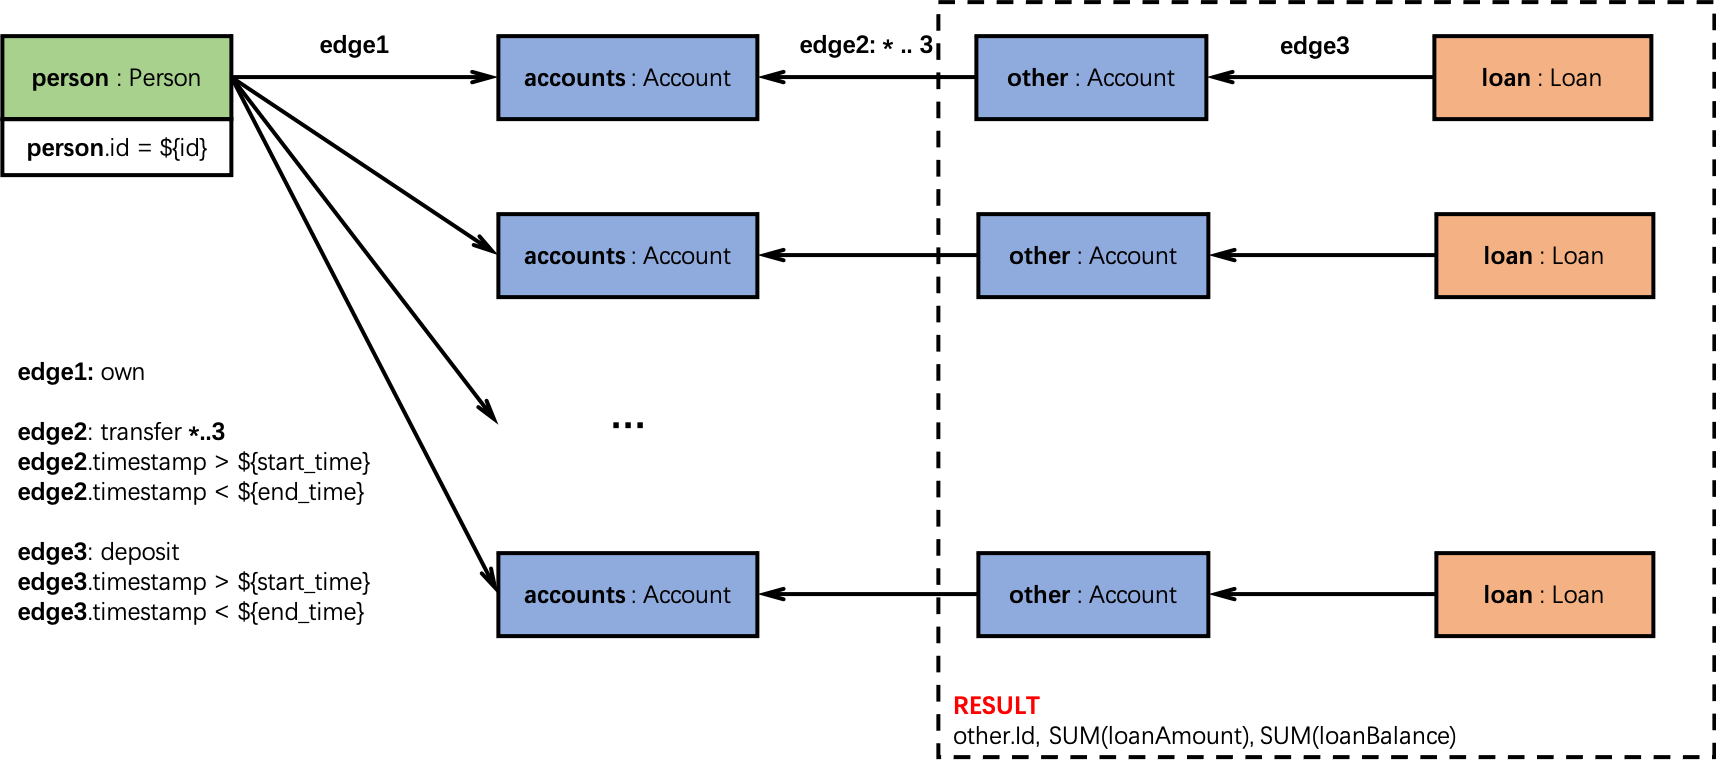 edge1
edge2: * .. 3
edge3
person : Person
accounts : Account
other : Account
loan : Loan
person.id = ${id}
accounts : Account
other : Account
loan : Loan
edge1: own
...
edge2: transfer *..3
edge2.timestamp > ${start_time}
edge2.timestamp < ${end_time}
edge3: deposit
edge3.timestamp > ${start_time}
edge3.timestamp < ${end_time}
accounts : Account
other : Account
loan : Loan
RESULT
other.Id, SUM(loanAmount), SUM(loanBalance)